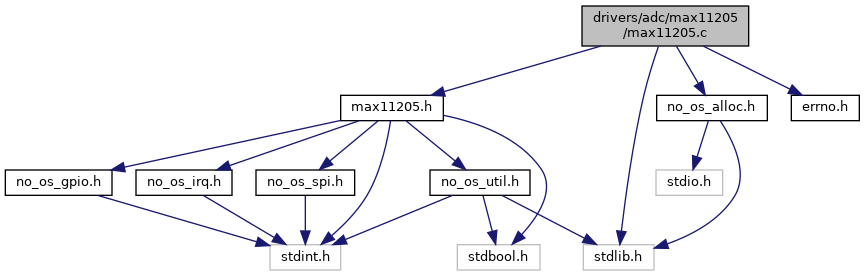 drivers/adc/max11205
/max11205.c
max11205.h
no_os_alloc.h
errno.h
no_os_gpio.h
no_os_irq.h
no_os_spi.h
no_os_util.h
stdio.h
stdint.h
stdbool.h
stdlib.h